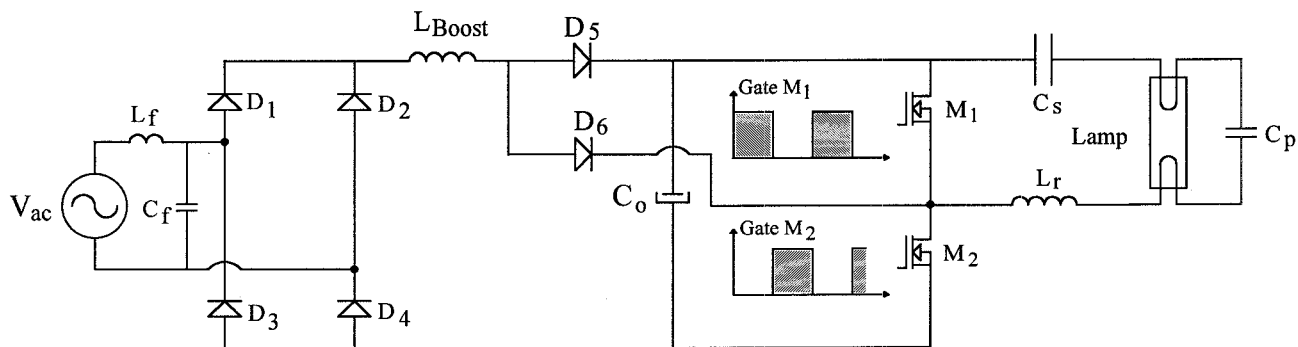 L_Boost
D_5
Gate M_1
D_1
D_2
M_1
C_s
L_f
D_6
Lamp
C_p
V_ac
C_f
C_o
L_r
Gate M_2
M_2
D_3
D_4